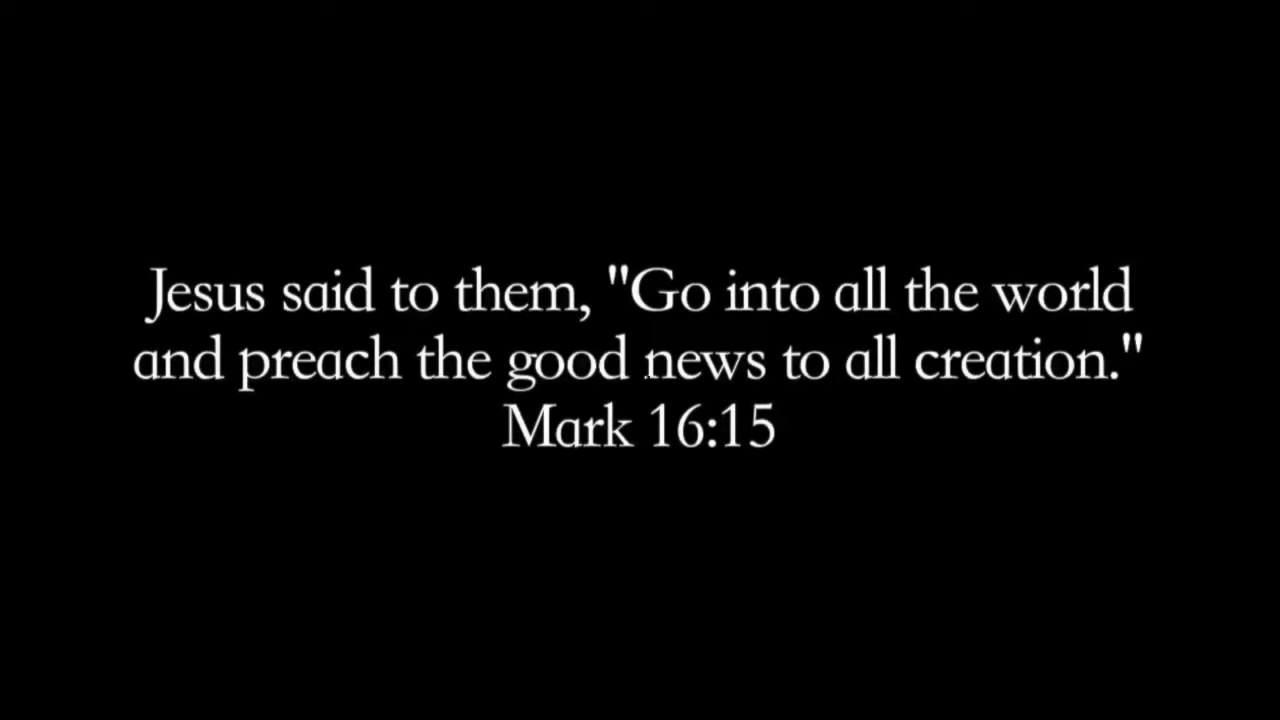 Jesus said to them, "Go into all the world
and preach the good news to all creation."
Mark 16:15